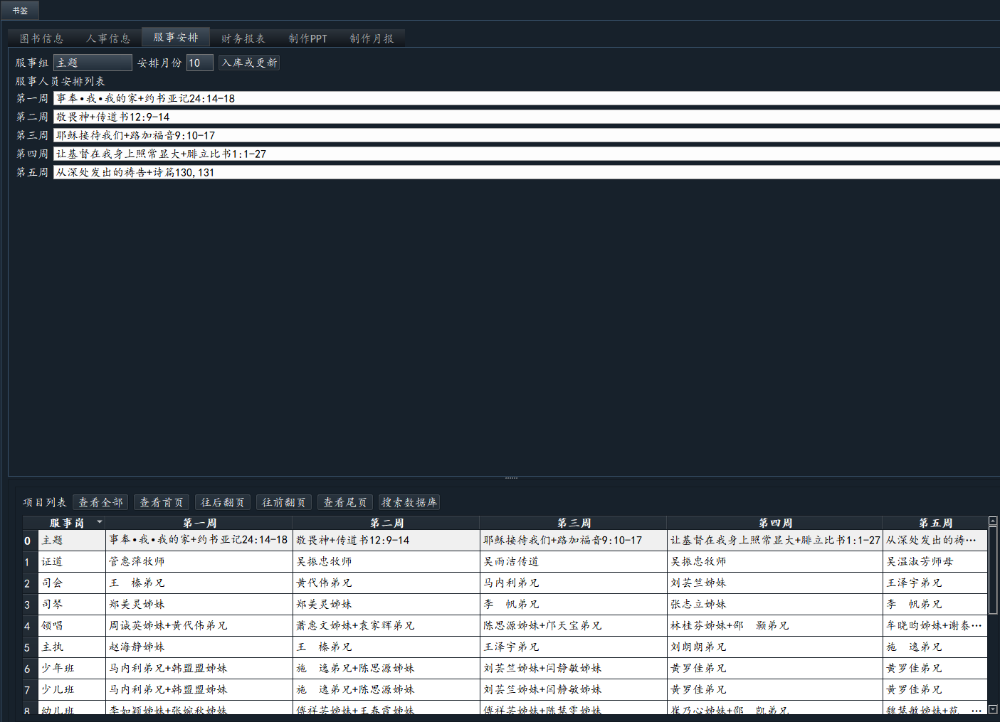 书签
图书信息 人事信息 服事安排 财务报表 制作PPT 制作月报
服事组 主题 安排月份 10 入库或更新
服事人员安排列表
第一周 事奉•我•我的家+约书亚记24:14-18
第二周 敬畏神+传道书12:9-14
第三周 耶稣接待我们+路加福音9:10-17
第四周 让基督在我身上照常显大+腓立比书1:1-27
第五周 从深处发出的祷告+诗篇130,131
项目列表 查看全部 查看首页 往后翻页 往前翻页 查看尾页 搜索数据库
服事岗 第一周 第二周 第三周 第四周 第五周
0 主题 事奉•我•我的家+约书亚记24:14-18 敬畏神+传道书12:9-14 耶稣接待我们+路加福音9:10-17 让基督在我身上照常显大+腓立比书1:1-27 从深处发出的祷…
1 证道 管惠萍牧师 吴振忠牧师 吴雨洁传道 吴振忠牧师 吴温淑芳师母
2 司会 王　榛弟兄 黄代伟弟兄 马内利弟兄 刘芸竺姊妹 王泽宇弟兄
3 司琴 郑美灵姊妹 郑美灵姊妹 李　帆弟兄 张志立姊妹 李　帆弟兄
4 领唱 周诚英姊妹+黄代伟弟兄 萧惠文姊妹+袁家辉弟兄 陈思源姊妹+邝天宝弟兄 林桂芬姊妹+邵　颢弟兄 牟晓昀姊妹+谢泰…
5 主执 赵海静姊妹 王　榛弟兄 王泽宇弟兄 刘朗朗弟兄 施　逸弟兄
6 少年班 马内利弟兄+韩盟盟姊妹 施　逸弟兄+陈思源姊妹 刘芸竺姊妹+闫静敏姊妹 黄罗佳弟兄 黄罗佳弟兄
7 少儿班 马内利弟兄+韩盟盟姊妹 施　逸弟兄+陈思源姊妹 刘芸竺姊妹+闫静敏姊妹 黄罗佳弟兄 黄罗佳弟兄
8 幼儿班 李如颖姊妹+张婉秋姊妹 傅祥芸姊妹+王春霞姊妹 傅祥芸姊妹+陈慧雯姊妹 崔乃心姊妹+邵　凯弟兄 魏慧敏姊妹+苑　…